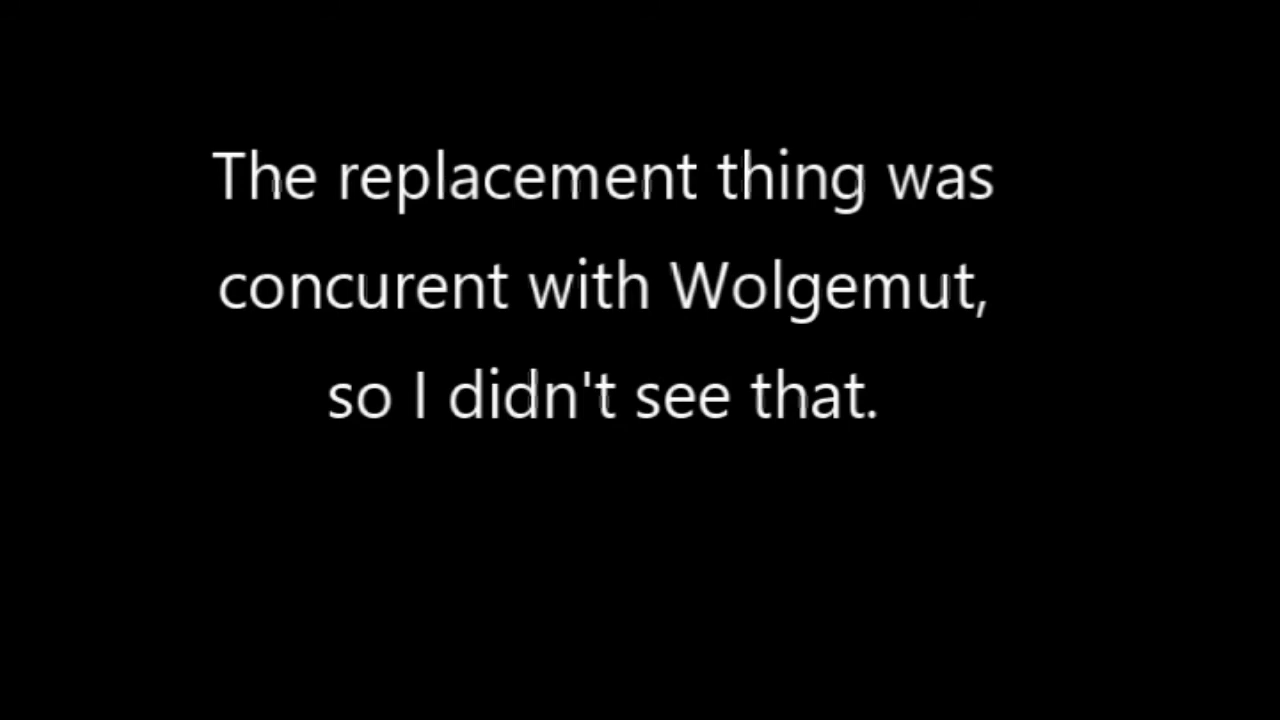 The replacement thing was
concurent with Wolgemut,
so I didn't see that.